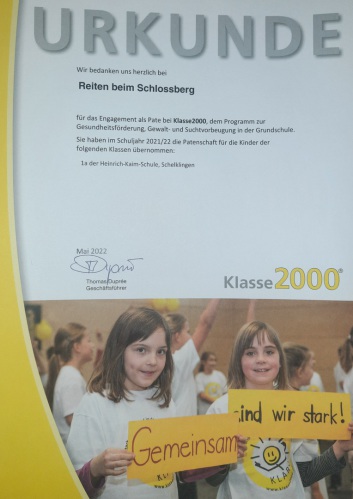 URKUNDE
Wir bedanken uns herzlich bei
Reiten beim Schlossberg
für das Engagement als Pate bei Klasse2000, dem Programm zur
Gesundheitsförderung, Gewalt- und Suchtvorbeugung in der Grundschule.
Sie haben im Schuljahr 2021/22 die Patenschaft für die Kinder der
folgenden Klassen übernommen:
1a der Heinrich-Kaim-Schule, Schelklingen
Mai 2022
Thomas Duprée
Geschäftsführer
Klasse2000®
Gemeinsam
sind wir stark!
KLAR